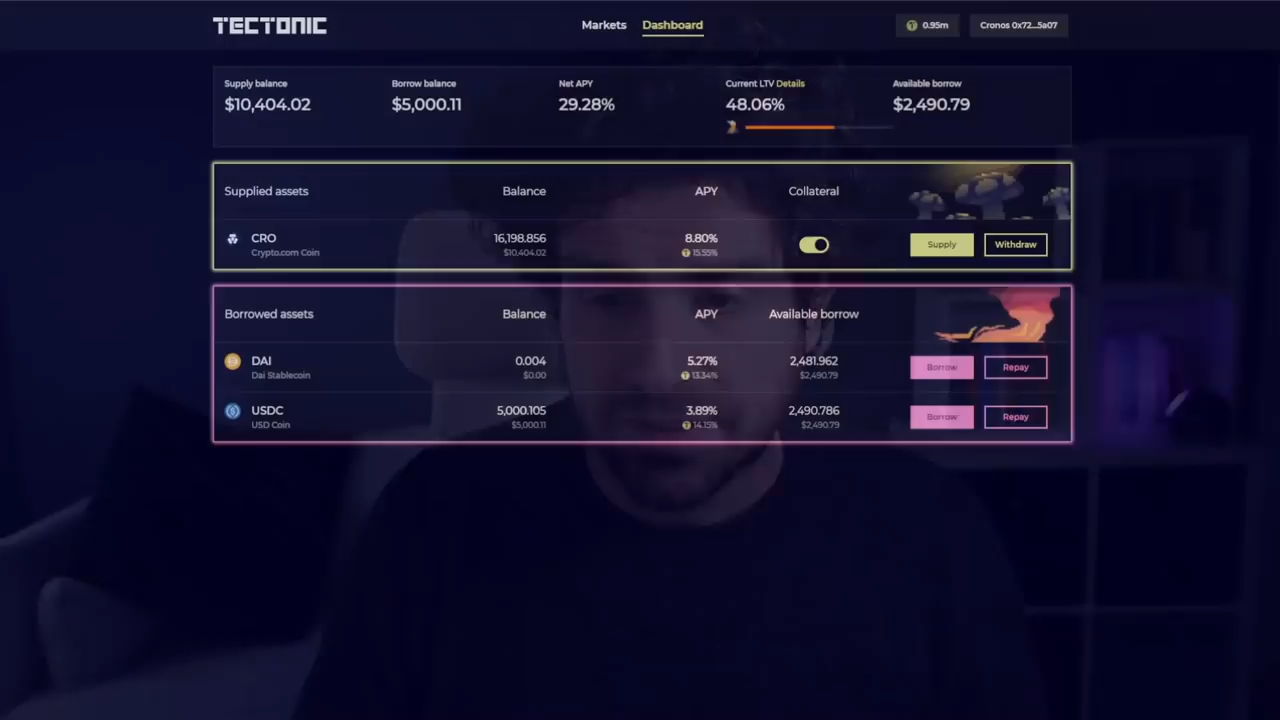 TECTONIC
Markets Dashboard
0.95m
Cronos 0x72...5a07
Supply balance
$10,404.02
Borrow balance
$5,000.11
Net APY
29.28%
Current LTV Details
48.06%
Available borrow
$2,490.79
Supplied assets Balance APY Collateral
CRO 16,198.856 8.80%
Crypto.com Coin $10,404.02 15.55%
Supply Withdraw
Borrowed assets Balance APY Available borrow
DAI 0.004 5.27% 2,481.962
Dai Stablecoin $0.00 13.34% $2,490.79
Borrow Repay
USDC 5,000.105 3.89% 2,490.786
USD Coin $5,000.11 14.15% $2,490.79
Borrow Repay